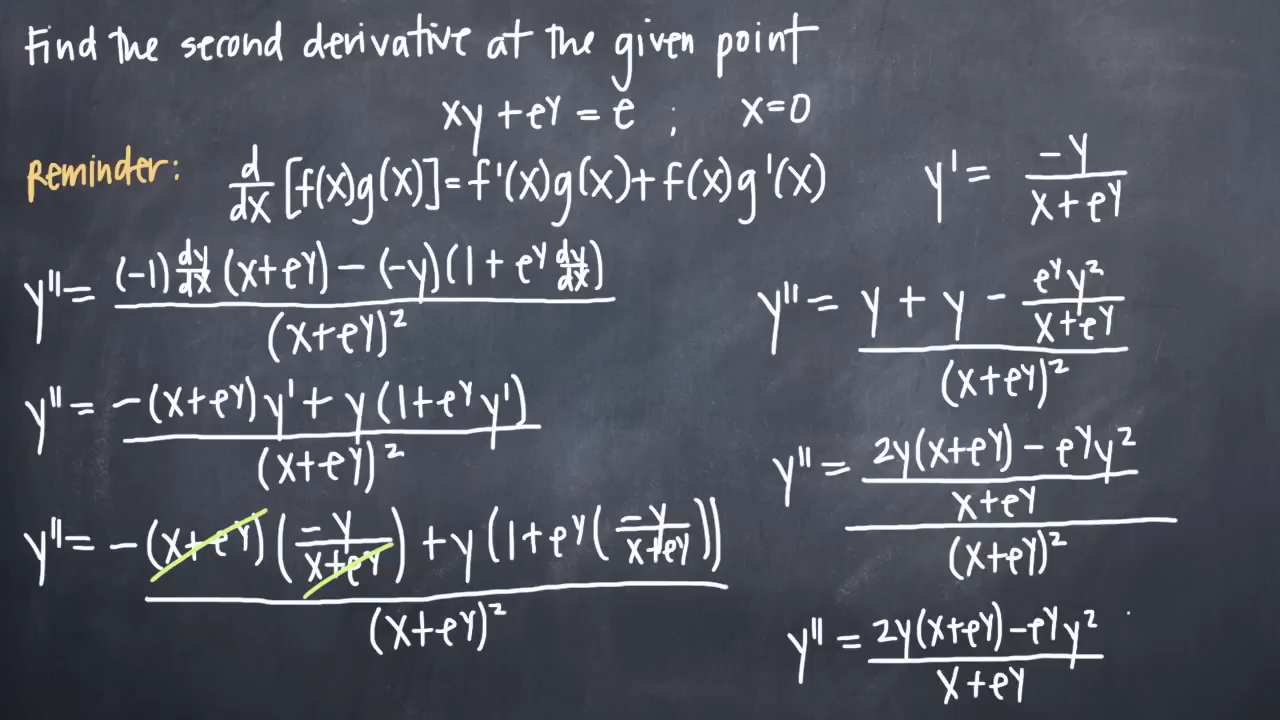 Find the second derivative at the given point
xy + e^y = e ; x=0
Reminder: d/dx [f(x)g(x)] = f'(x)g(x) + f(x)g'(x)
y'' = ((-1) dy/dx (x+e^y) - (-y)(1 + e^y dy/dx)) / (x+e^y)^2
y'' = (-(x+e^y)y' + y(1+e^y y')) / (x+e^y)^2
y'' = (-(x+e^y)(-y/(x+e^y)) + y(1+e^y(-y/(x+e^y)))) / (x+e^y)^2
y' = -y / (x+e^y)
y'' = (y + y - e^y y^2/(x+e^y)) / (x+e^y)^2
y'' = ((2y(x+e^y) - e^y y^2) / (x+e^y)) / (x+e^y)^2
y'' = (2y(x+e^y) - e^y y^2) / (x+e^y)